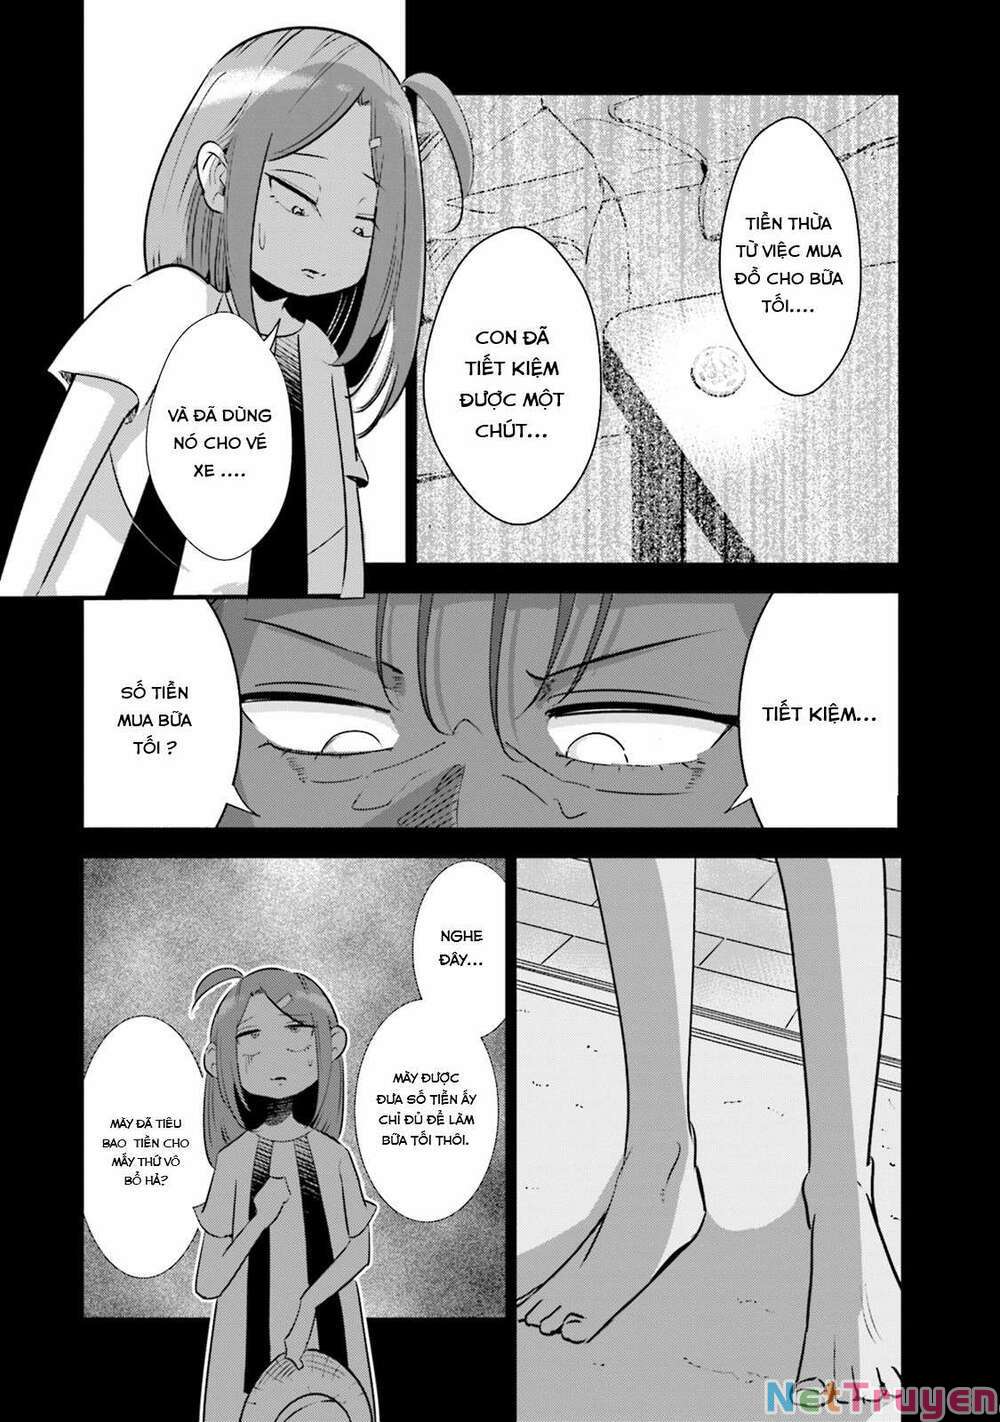 TIỀN THỪA
TỪ VIỆC MUA
ĐỒ CHO BỮA
TỐI....
CON ĐÃ
TIẾT KIỆM
ĐƯỢC MỘT
CHÚT...
VÀ ĐÃ DÙNG
NÓ CHO VÉ
XE ....
TIẾT KIỆM...
SỐ TIỀN
MUA BỮA
TỐI ?
NGHE
ĐÂY...
MÀY ĐƯỢC
ĐƯA SỐ TIỀN ẤY
CHỈ ĐỦ ĐỂ LÀM
BỮA TỐI THÔI.
MÀY ĐÃ TIÊU
BAO TIỀN CHO
MẤY THỨ VÔ
BỔ HẢ?
NetTruyen